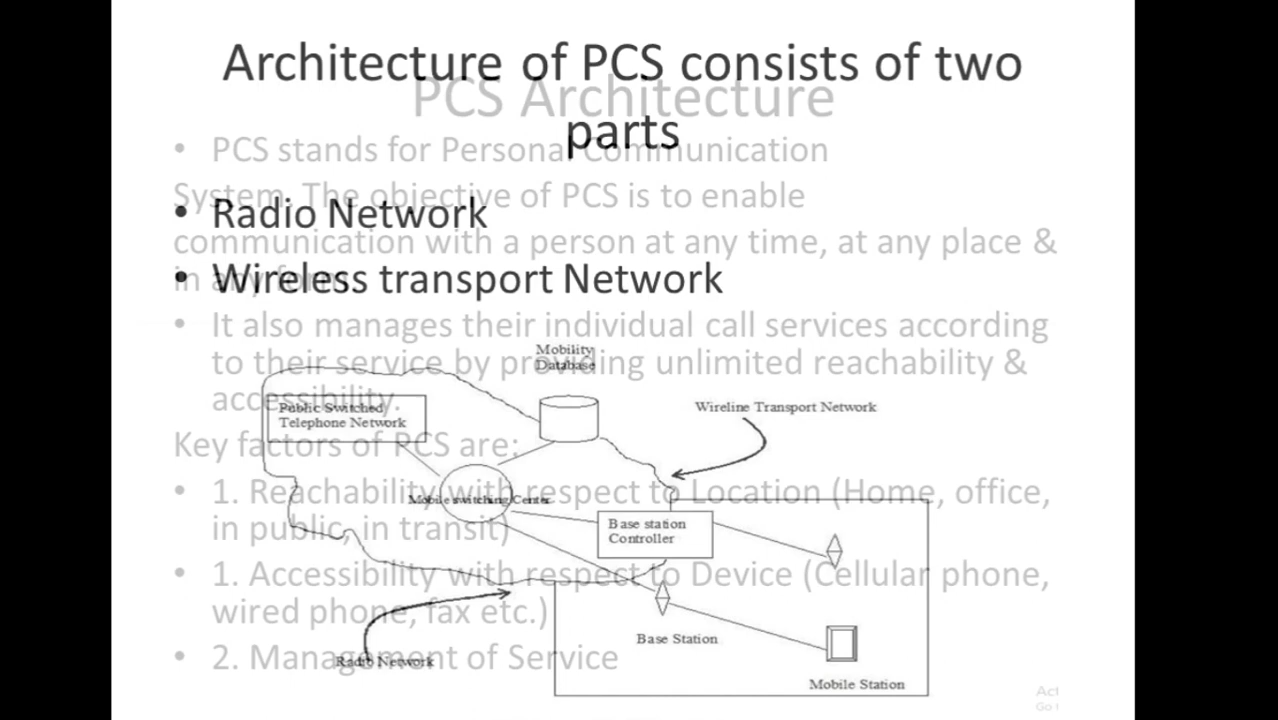 Architecture of PCS consists of two
parts
• Radio Network
• Wireless transport Network
Mobility
Database
Public Switched
Telephone Network
Wireline Transport Network
Mobile switching Center
Base station
Controller
Base Station
Radio Network
Mobile Station
PCS Architecture
• PCS stands for Personal Communication
System. The objective of PCS is to enable
communication with a person at any time, at any place &
in any form.
• It also manages their individual call services according
to their service by providing unlimited reachability &
accessibility.
Key factors of PCS are:
• 1. Reachability with respect to Location (Home, office,
in public, in transit)
• 1. Accessibility with respect to Device (Cellular phone,
wired phone, fax etc.)
• 2. Management of Service
Act
Go t